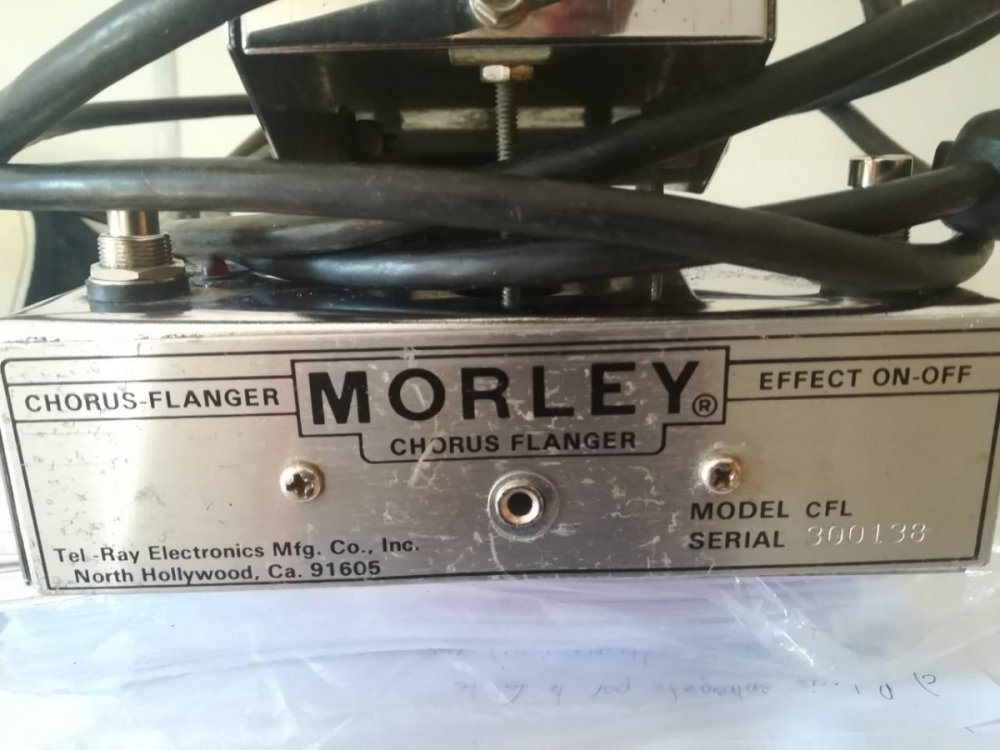 CHORUS-FLANGER
MORLEY®
EFFECT ON-OFF
CHORUS FLANGER
MODEL CFL
SERIAL 300138
Tel-Ray Electronics Mfg. Co., Inc.
North Hollywood, Ca. 91605